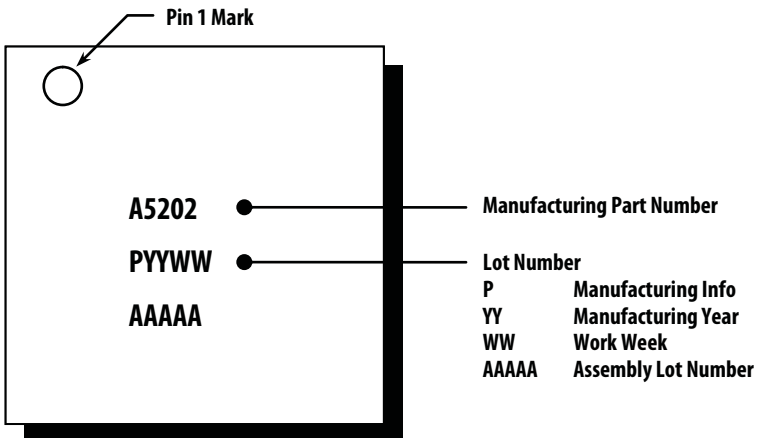 Pin 1 Mark
A5202
PYYWW
AAAAA
Manufacturing Part Number
Lot Number
P Manufacturing Info
YY Manufacturing Year
WW Work Week
AAAAA Assembly Lot Number